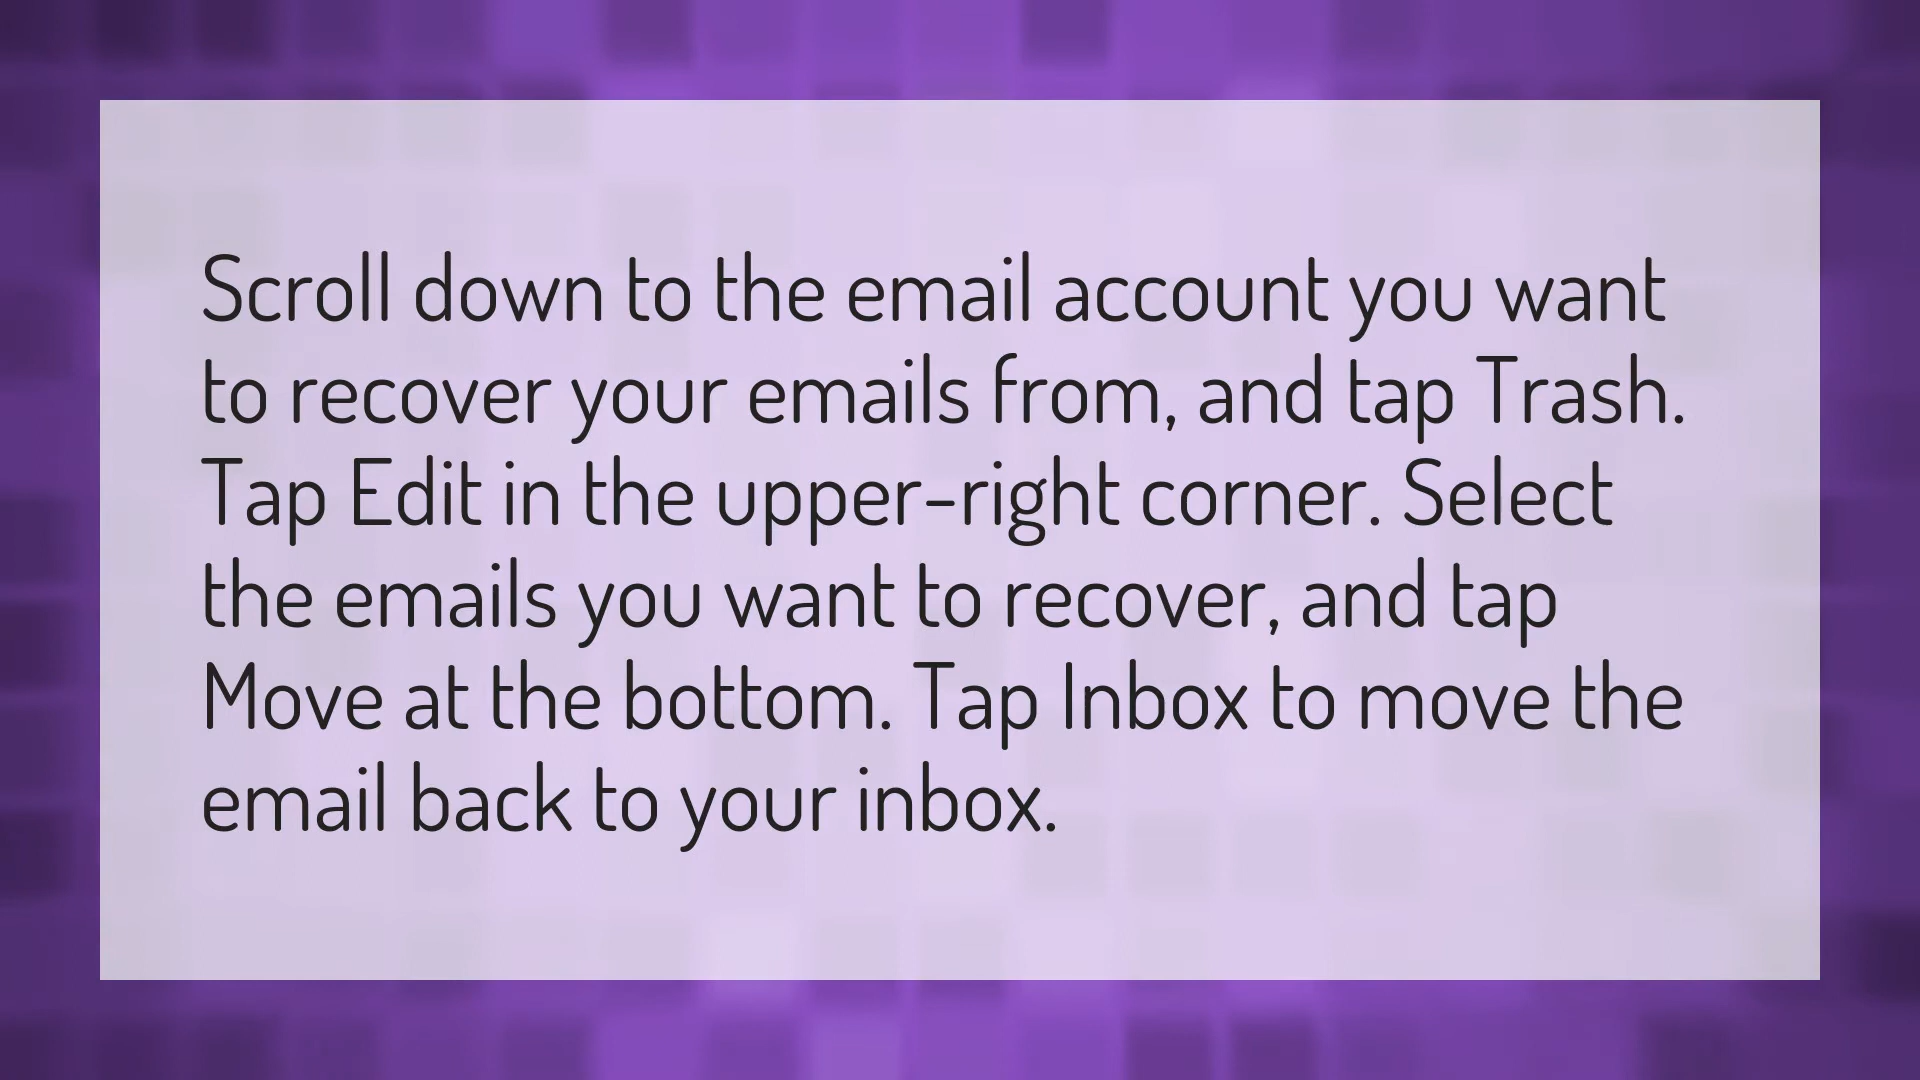 Scroll down to the email account you want
to recover your emails from, and tap Trash.
Tap Edit in the upper-right corner. Select
the emails you want to recover, and tap
Move at the bottom. Tap Inbox to move the
email back to your inbox.